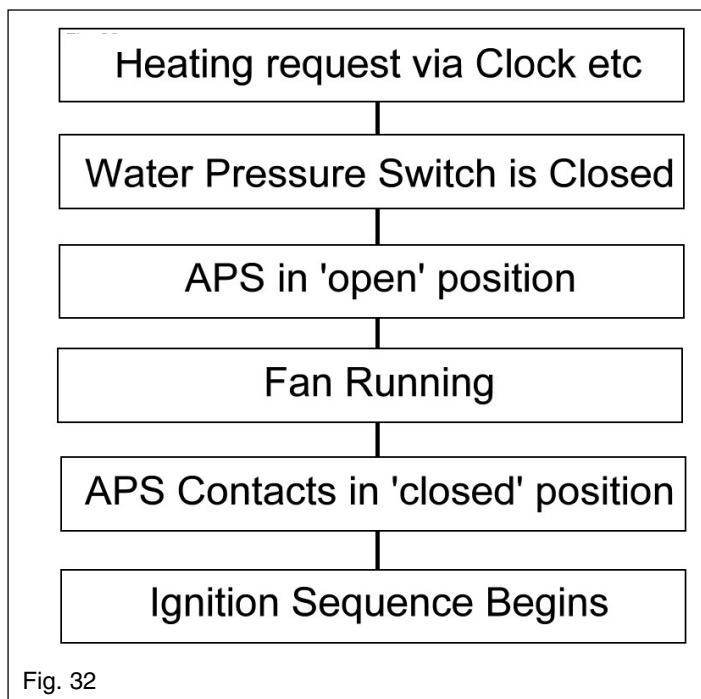 Heating request via Clock etc
Water Pressure Switch is Closed
APS in 'open' position
Fan Running
APS Contacts in 'closed' position
Ignition Sequence Begins
Fig. 32